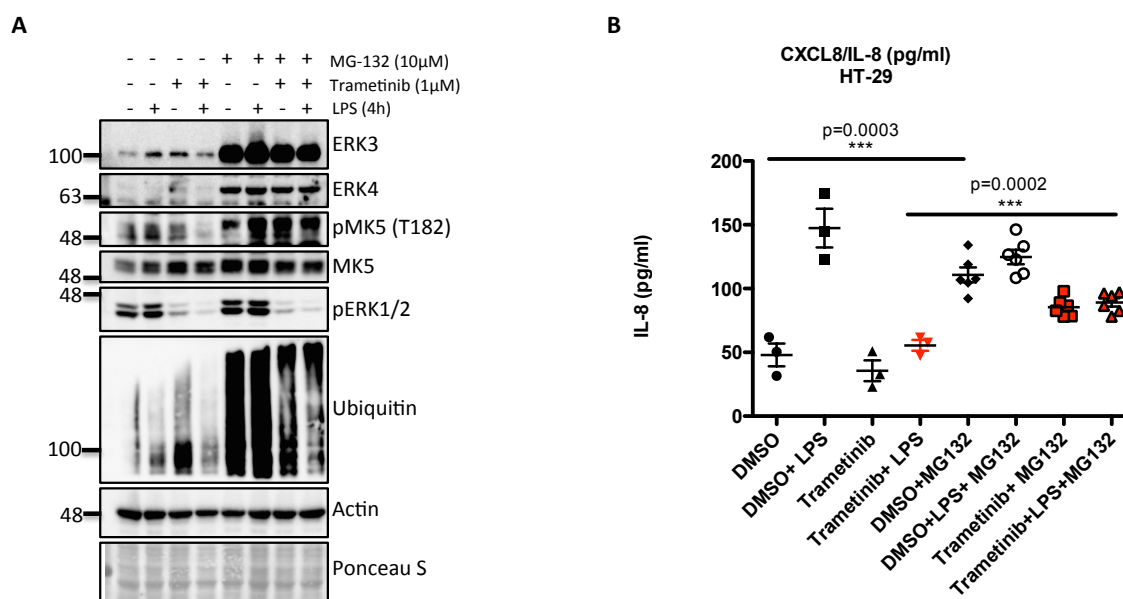 A
- - - - + + + + MG-132 (10µM)
- - + + - - + + Trametinib (1µM)
- + - + - + - + LPS (4h)
100 ERK3
63 ERK4
48 pMK5 (T182)
48 MK5
48 pERK1/2
100 Ubiquitin
48 Actin
Ponceau S
B
CXCL8/IL-8 (pg/ml)
HT-29
p=0.0003
***
p=0.0002
***
IL-8 (pg/ml)
200
150
100
50
0
DMSO
DMSO+ LPS
Trametinib
Trametinib+ LPS
DMSO+MG132
DMSO+LPS+ MG132
Trametinib+ MG132
Trametinib+LPS+MG132